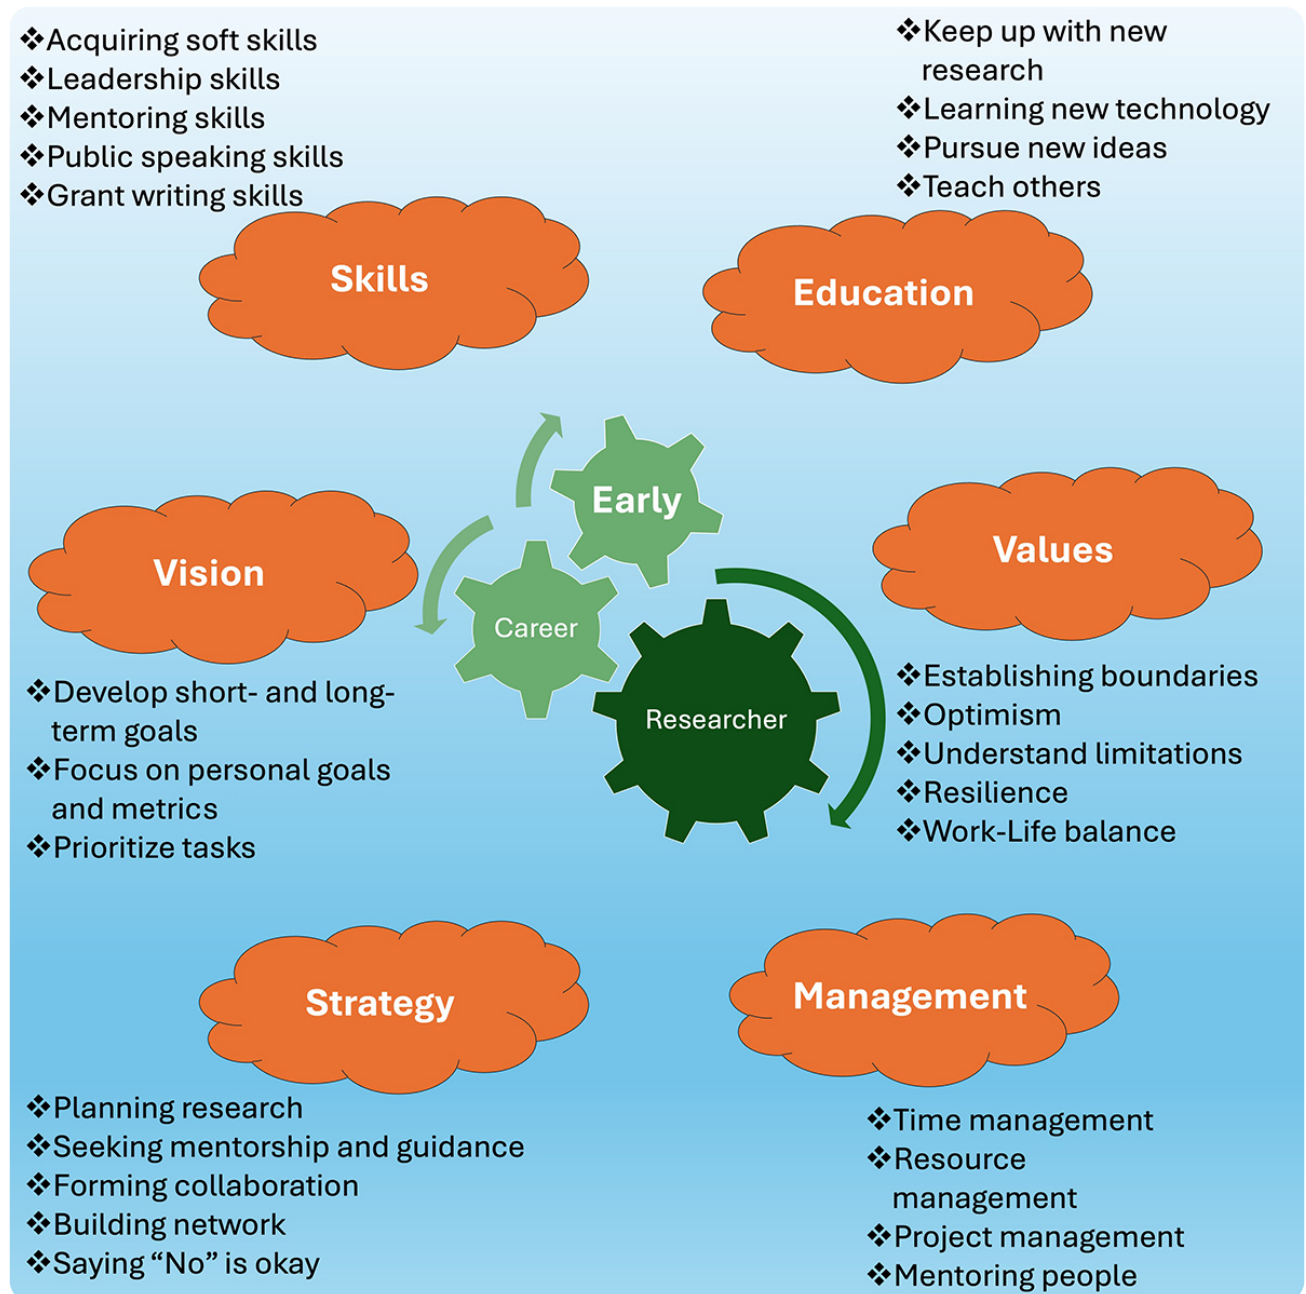 ❖Acquiring soft skills
❖Leadership skills
❖Mentoring skills
❖Public speaking skills
❖Grant writing skills
Skills
❖Keep up with new
research
❖Learning new technology
❖Pursue new ideas
❖Teach others
Education
Early
Career
Researcher
Vision
❖Develop short- and long-
term goals
❖Focus on personal goals
and metrics
❖Prioritize tasks
Values
❖Establishing boundaries
❖Optimism
❖Understand limitations
❖Resilience
❖Work-Life balance
Strategy
❖Planning research
❖Seeking mentorship and guidance
❖Forming collaboration
❖Building network
❖Saying “No” is okay
Management
❖Time management
❖Resource
management
❖Project management
❖Mentoring people